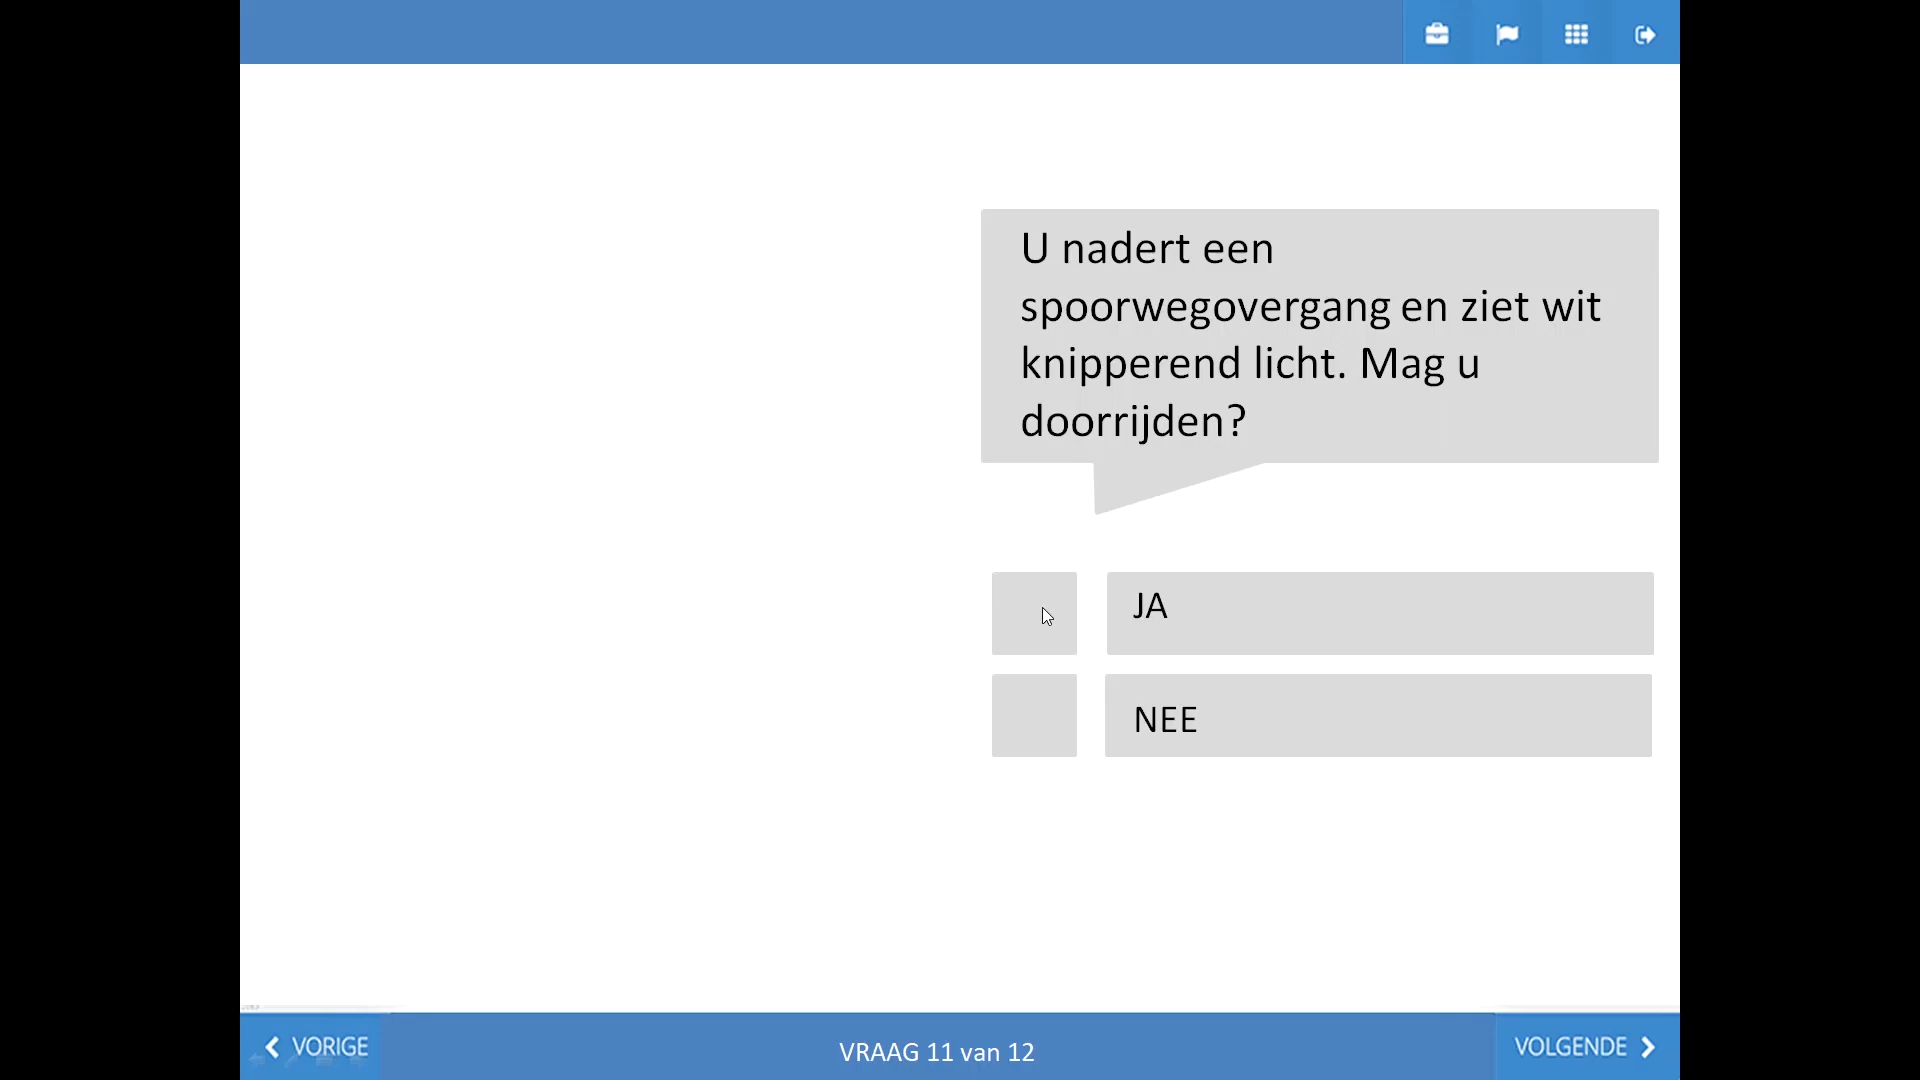 U nadert een
spoorwegovergang en ziet wit
knipperend licht. Mag u
doorrijden?
JA
NEE
VORIGE
VRAAG 11 van 12
VOLGENDE